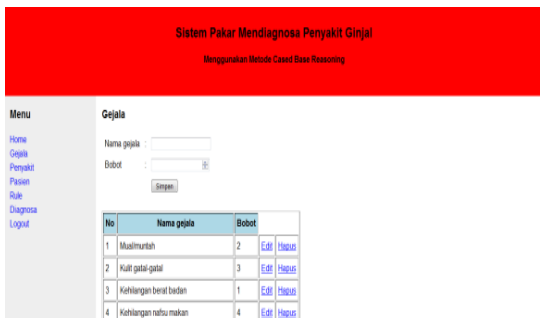 Sistem Pakar Mendiagnosa Penyakit Ginjal
Menggunakan Metode Cased Base Reasoning
Menu
Home
Gejala
Penyakit
Pasien
Rule
Diagnosa
Logout
Gejala
Nama gejala :
Bobot :
Simpan
No Nama gejala Bobot
1 Mual/muntah 2 Edit Hapus
2 Kulit gatal-gatal 3 Edit Hapus
3 Kehilangan berat badan 1 Edit Hapus
4 Kehilangan nafsu makan 4 Edit Hapus